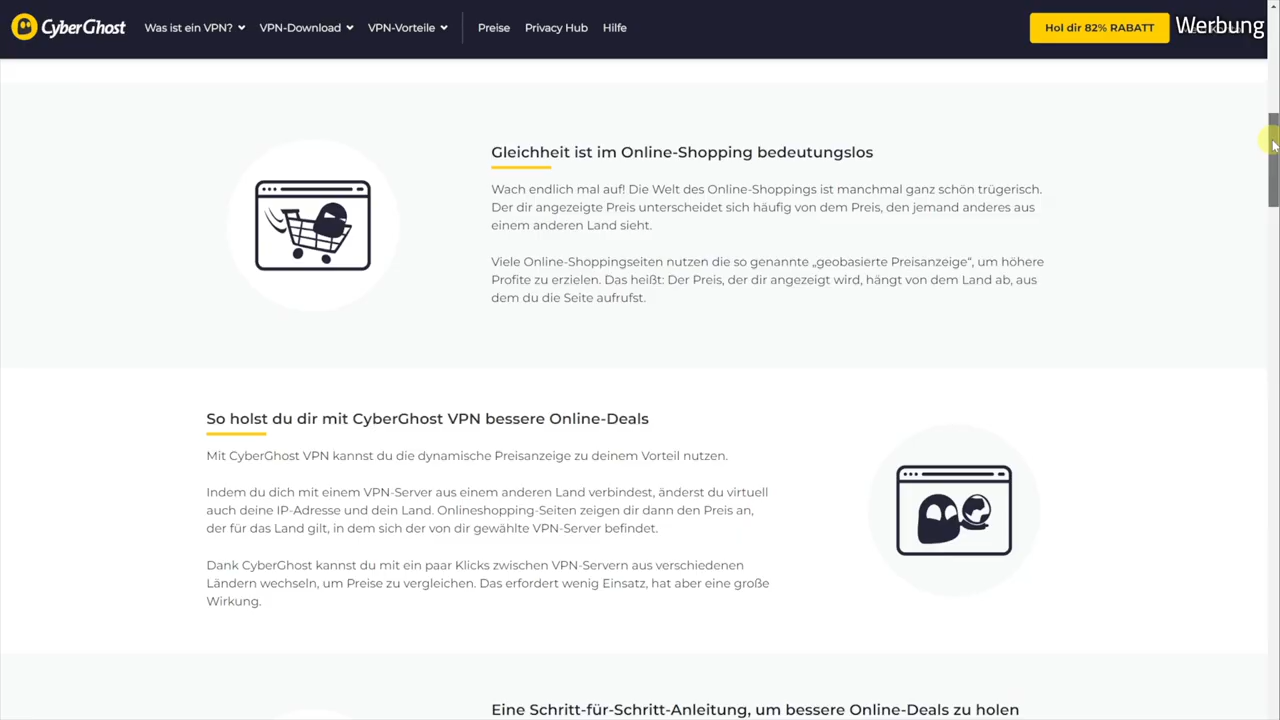 CyberGhost
Was ist ein VPN?
VPN-Download
VPN-Vorteile
Preise
Privacy Hub
Hilfe
Hol dir 82% RABATT
Werbung
Gleichheit ist im Online-Shopping bedeutungslos
Wach endlich mal auf! Die Welt des Online-Shoppings ist manchmal ganz schön trügerisch.
Der dir angezeigte Preis unterscheidet sich häufig von dem Preis, den jemand anderes aus
einem anderen Land sieht.
Viele Online-Shoppingseiten nutzen die so genannte „geobasierte Preisanzeige“, um höhere
Profite zu erzielen. Das heißt: Der Preis, der dir angezeigt wird, hängt von dem Land ab, aus
dem du die Seite aufrufst.
So holst du dir mit CyberGhost VPN bessere Online-Deals
Mit CyberGhost VPN kannst du die dynamische Preisanzeige zu deinem Vorteil nutzen.
Indem du dich mit einem VPN-Server aus einem anderen Land verbindest, änderst du virtuell
auch deine IP-Adresse und dein Land. Onlineshopping-Seiten zeigen dir dann den Preis an,
der für das Land gilt, in dem sich der von dir gewählte VPN-Server befindet.
Dank CyberGhost kannst du mit ein paar Klicks zwischen VPN-Servern aus verschiedenen
Ländern wechseln, um Preise zu vergleichen. Das erfordert wenig Einsatz, hat aber eine große
Wirkung.
Eine Schritt-für-Schritt-Anleitung, um bessere Online-Deals zu holen